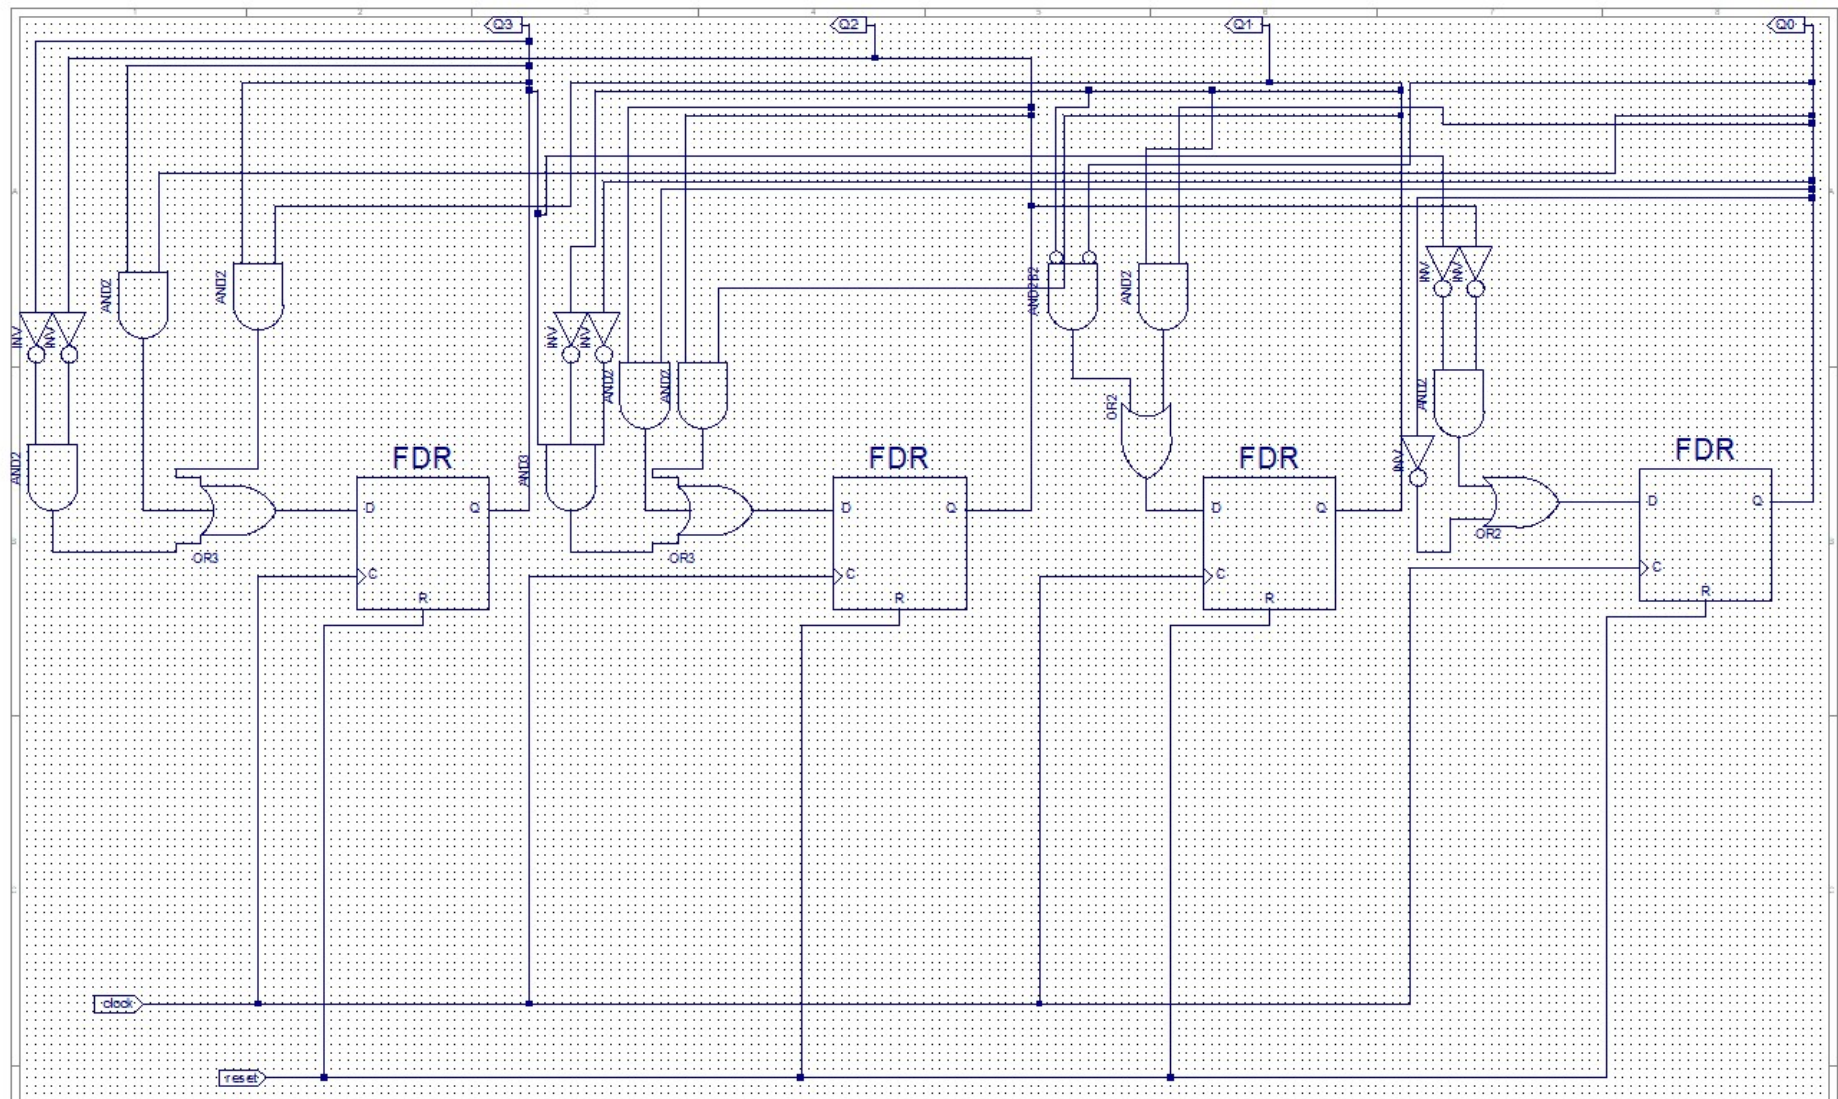 Q3
Q2
Q1
Q0
INV
INV
AND2
AND2
AND2
INV
INV
AND2
AND2
AND3
AND2B2
AND2
OR2
INV
INV
AND2
INV
OR3
OR3
OR2
FDR
D
Q
C
R
FDR
D
Q
C
R
FDR
D
Q
C
R
FDR
D
Q
C
R
clock
reset